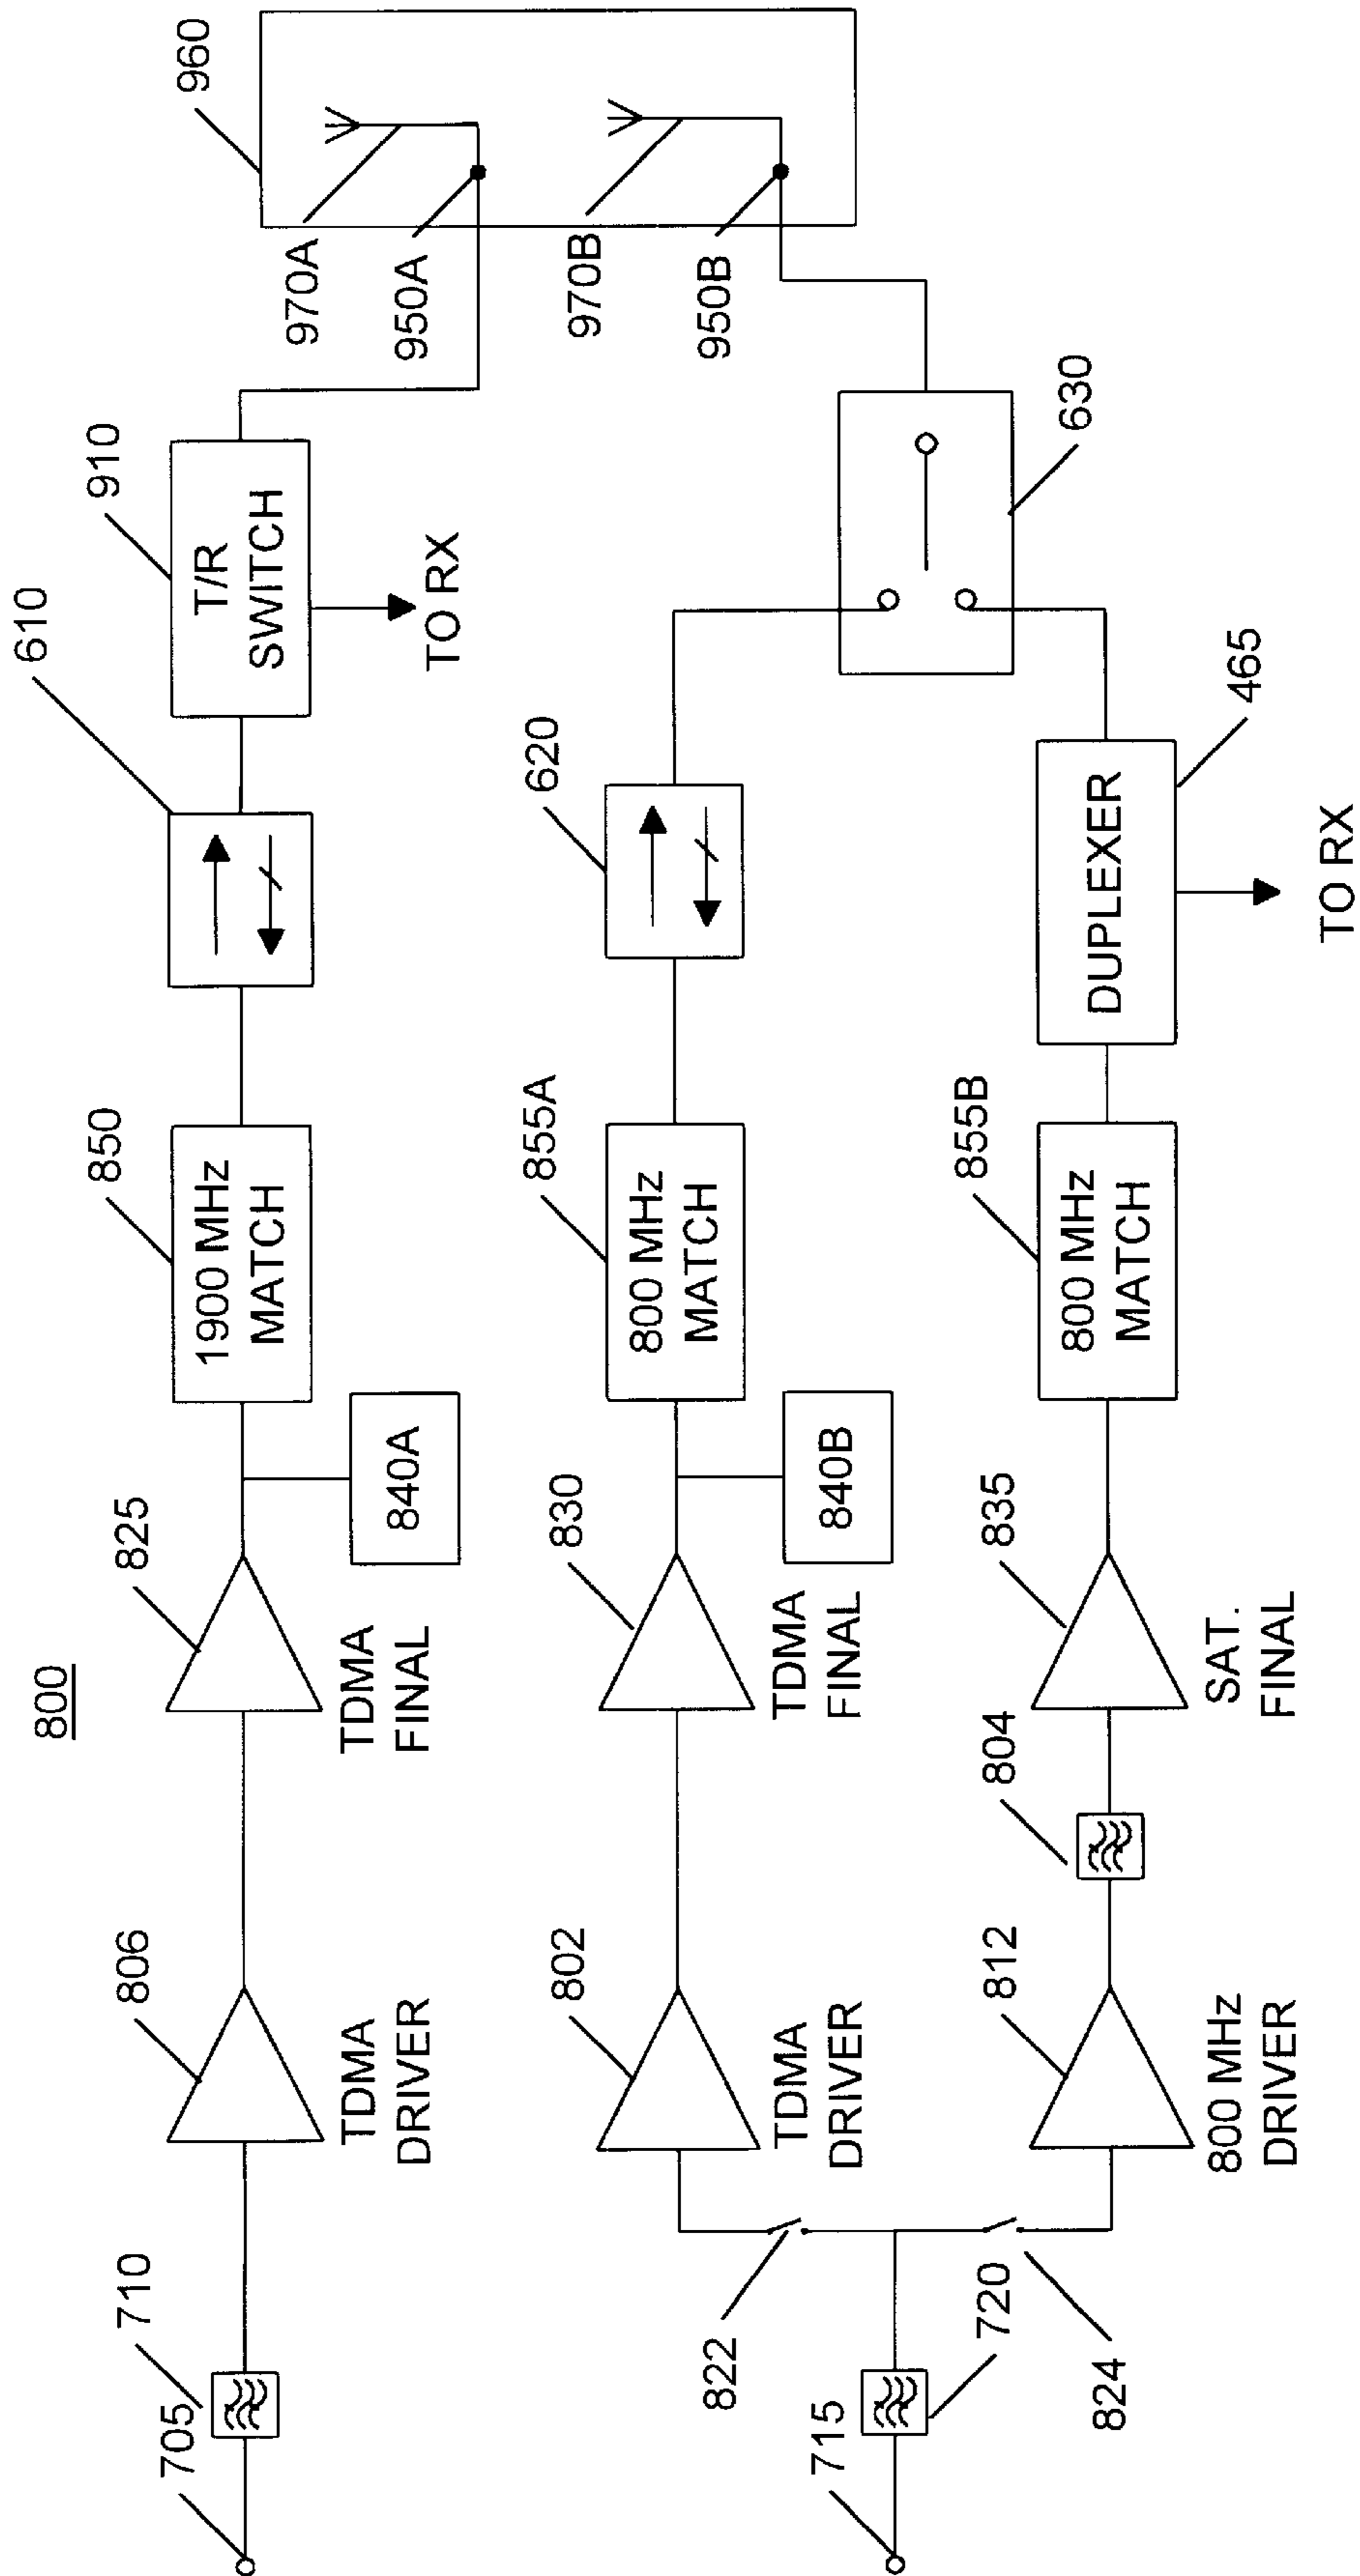 800
705
710
806
TDMA
DRIVER
825
TDMA
FINAL
840A
850
1900 MHz
MATCH
610
910
T/R
SWITCH
TO RX
960
970A
950A
970B
950B
715
720
822
824
802
TDMA
DRIVER
830
TDMA
FINAL
840B
855A
800 MHz
MATCH
620
630
812
800 MHz
DRIVER
804
835
SAT.
FINAL
855B
800 MHz
MATCH
465
DUPLEXER
TO RX